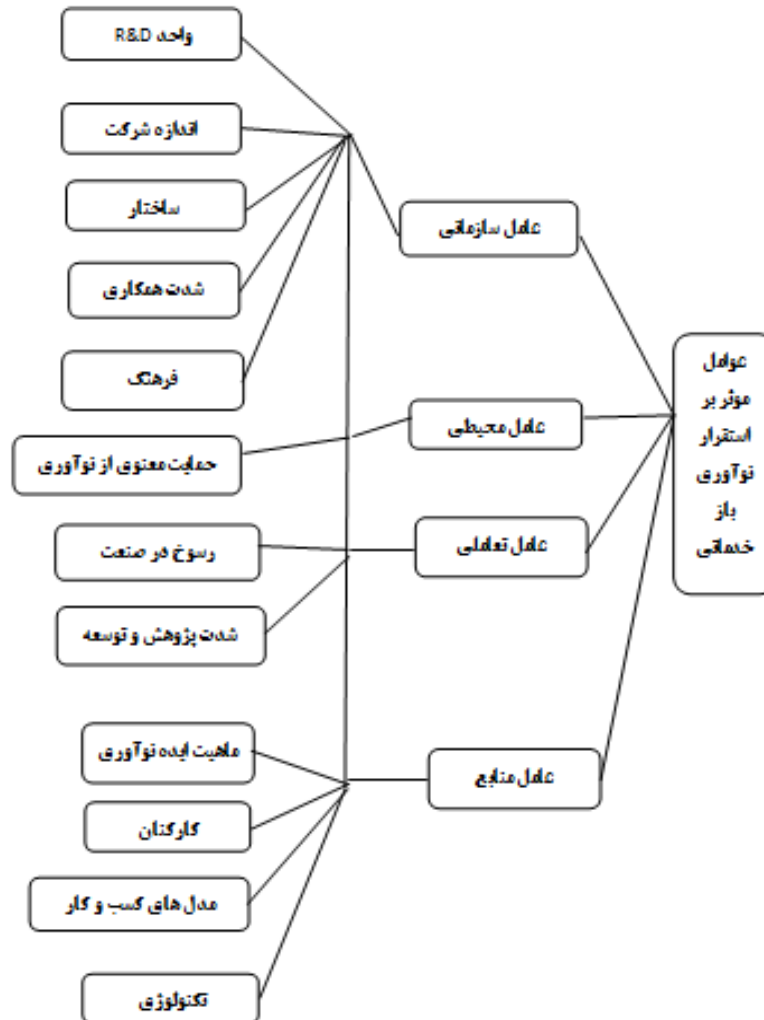 واحد R&D
اندازه شرکت
ساختار
عامل سازمانی
شدت همکاری
فرهنگ
عوامل
موثر بر
استقرار
نوآوری
باز
خدماتی
عامل محیطی
حمایت معنوی از نوآوری
رسوخ در صنعت
عامل تعاملی
شدت پژوهش و توسعه
ماهیت ایده نوآوری
عامل منابع
کارکنان
مدل های کسب و کار
تکنولوژی